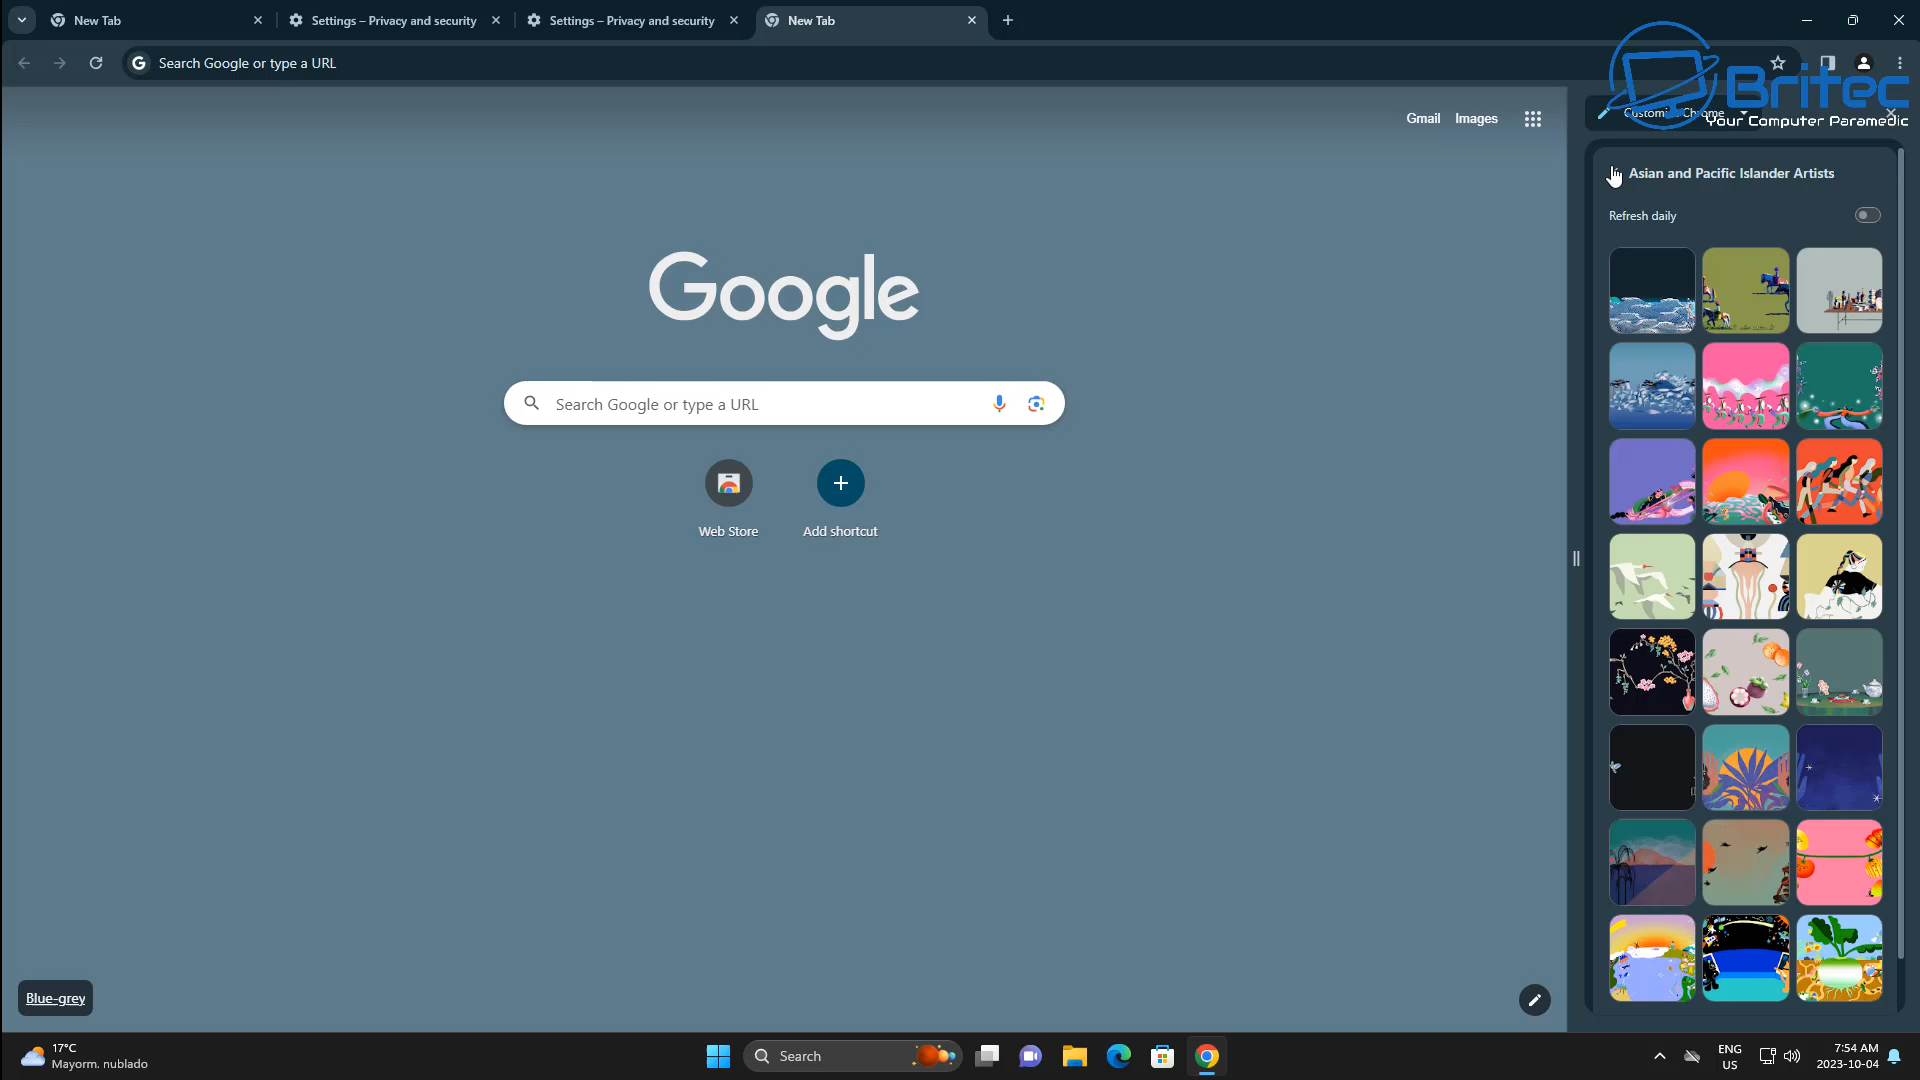 New Tab
Settings – Privacy and security
Settings – Privacy and security
New Tab
Search Google or type a URL
Britec
Your Computer Paramedic
Gmail
Images
Asian and Pacific Islander Artists
Refresh daily
Google
Search Google or type a URL
Web Store
Add shortcut
Blue-grey
17°C
Mayorm. nublado
Search
ENG
US
7:54 AM
2023-10-04